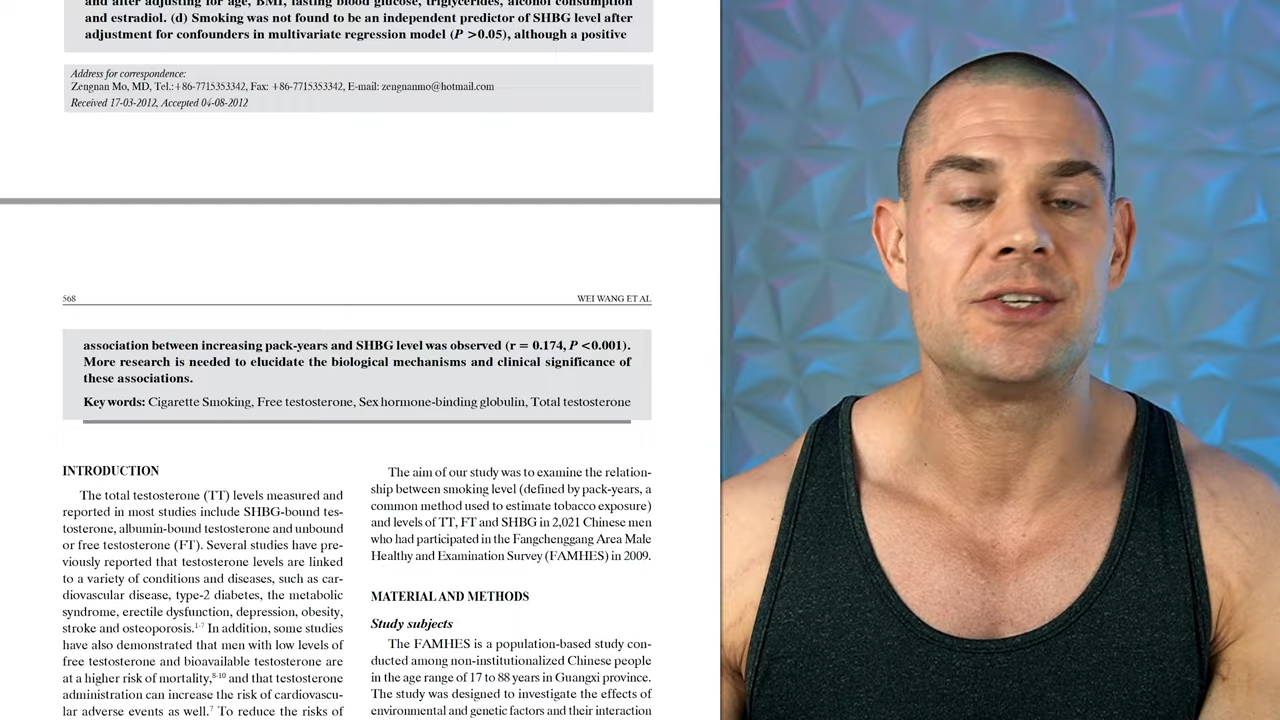 and after adjusting for age, BMI, fasting blood glucose, triglycerides, alcohol consumption
and estradiol. (d) Smoking was not found to be an independent predictor of SHBG level after
adjustment for confounders in multivariate regression model (P >0.05), although a positive
Address for correspondence:
Zengnan Mo, MD, Tel.: +86-7715353342, Fax: +86-7715353342, E-mail: zengnanmo@hotmail.com
Received 17-03-2012, Accepted 04-08-2012
568
WEI WANG ET AL
association between increasing pack-years and SHBG level was observed (r = 0.174, P <0.001).
More research is needed to elucidate the biological mechanisms and clinical significance of
these associations.
Key words: Cigarette Smoking, Free testosterone, Sex hormone-binding globulin, Total testosterone
INTRODUCTION
The total testosterone (TT) levels measured and
reported in most studies include SHBG-bound tes-
tosterone, albumin-bound testosterone and unbound
or free testosterone (FT). Several studies have pre-
viously reported that testosterone levels are linked
to a variety of conditions and diseases, such as car-
diovascular disease, type-2 diabetes, the metabolic
syndrome, erectile dysfunction, depression, obesity,
stroke and osteoporosis.1-7 In addition, some studies
have also demonstrated that men with low levels of
free testosterone and bioavailable testosterone are
at a higher risk of mortality,8-10 and that testosterone
administration can increase the risk of cardiovascu-
lar adverse events as well.7 To reduce the risks of
The aim of our study was to examine the relation-
ship between smoking level (defined by pack-years, a
common method used to estimate tobacco exposure)
and levels of TT, FT and SHBG in 2,021 Chinese men
who had participated in the Fangchenggang Area Male
Healthy and Examination Survey (FAMHES) in 2009.
MATERIAL AND METHODS
Study subjects
The FAMHES is a population-based study con-
ducted among non-institutionalized Chinese people
in the age range of 17 to 88 years in Guangxi province.
The study was designed to investigate the effects of
environmental and genetic factors and their interaction